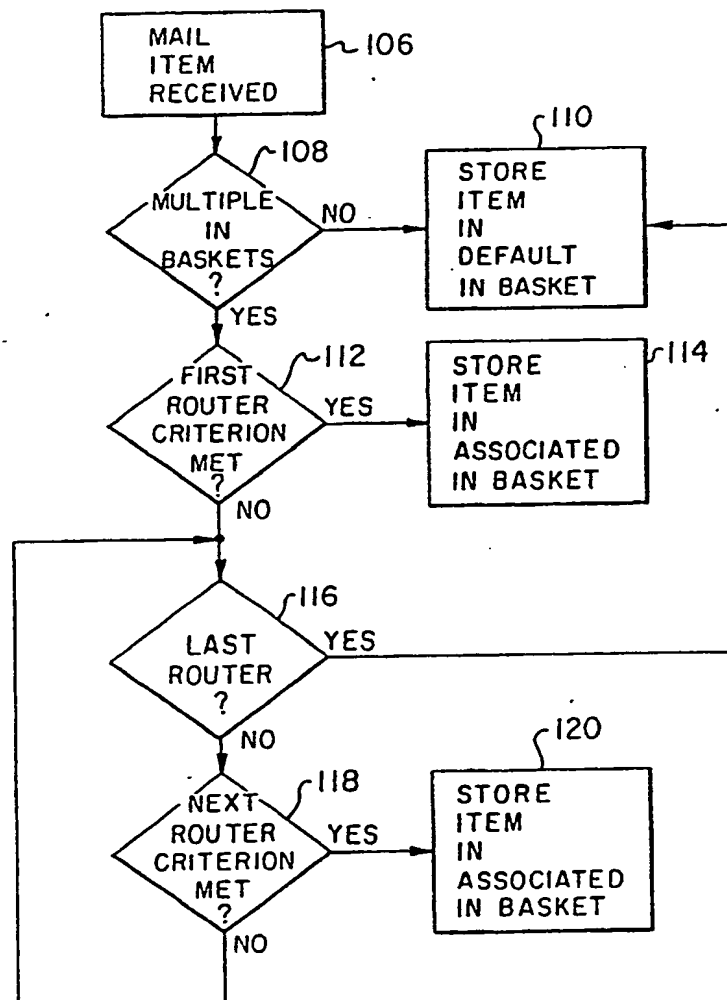 MAIL
ITEM
RECEIVED
106
108
MULTIPLE
IN
BASKETS
?
NO
YES
110
STORE
ITEM
IN
DEFAULT
IN BASKET
112
FIRST
ROUTER
CRITERION
MET
?
YES
NO
114
STORE
ITEM
IN
ASSOCIATED
IN BASKET
116
LAST
ROUTER
?
YES
NO
118
NEXT
ROUTER
CRITERION
MET
?
YES
NO
120
STORE
ITEM
IN
ASSOCIATED
IN BASKET